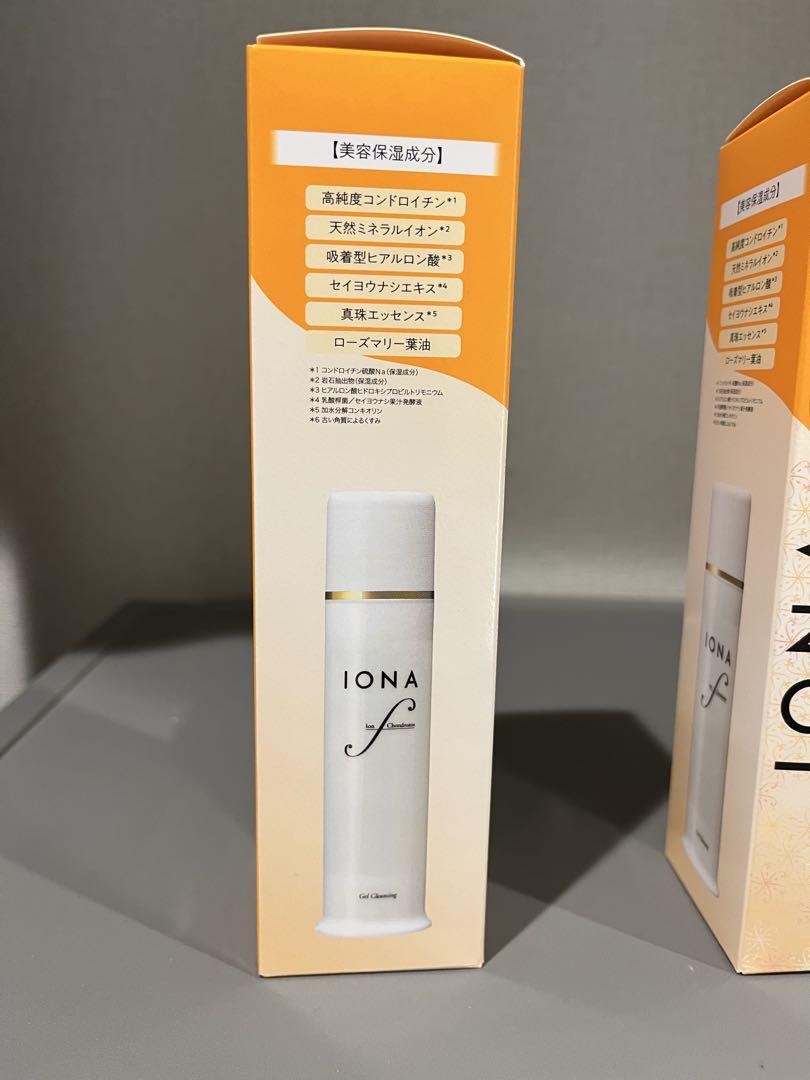 【美容保湿成分】
高純度コンドロイチン*1
天然ミネラルイオン*2
吸着型ヒアルロン酸*3
セイヨウナシエキス*4
真珠エッセンス*5
ローズマリー葉油
*1 コンドロイチン硫酸Na(保湿成分)
*2 岩石抽出物(保湿成分)
*3 ヒアルロン酸ヒドロキシプロピルトリモニウム
*4 乳酸桿菌/セイヨウナシ果汁発酵液
*5 加水分解コンキオリン
*6 古い角質によるくすみ
IONA
f
Ion Chondroitin
Gel Cleansing
【美容保湿成分】
高純度コンドロイチン*1
天然ミネラルイオン*2
吸着型ヒアルロン酸*3
セイヨウナシエキス*4
真珠エッセンス*5
ローズマリー葉油
IONA
f
IONA